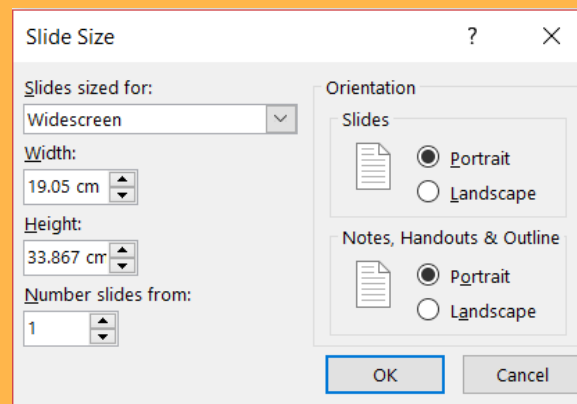 Slide Size
Slides sized for:
Widescreen
Width:
19.05 cm
Height:
33.867 cm
Number slides from:
1
Orientation
Slides
Portrait
Landscape
Notes, Handouts & Outline
Portrait
Landscape
OK
Cancel